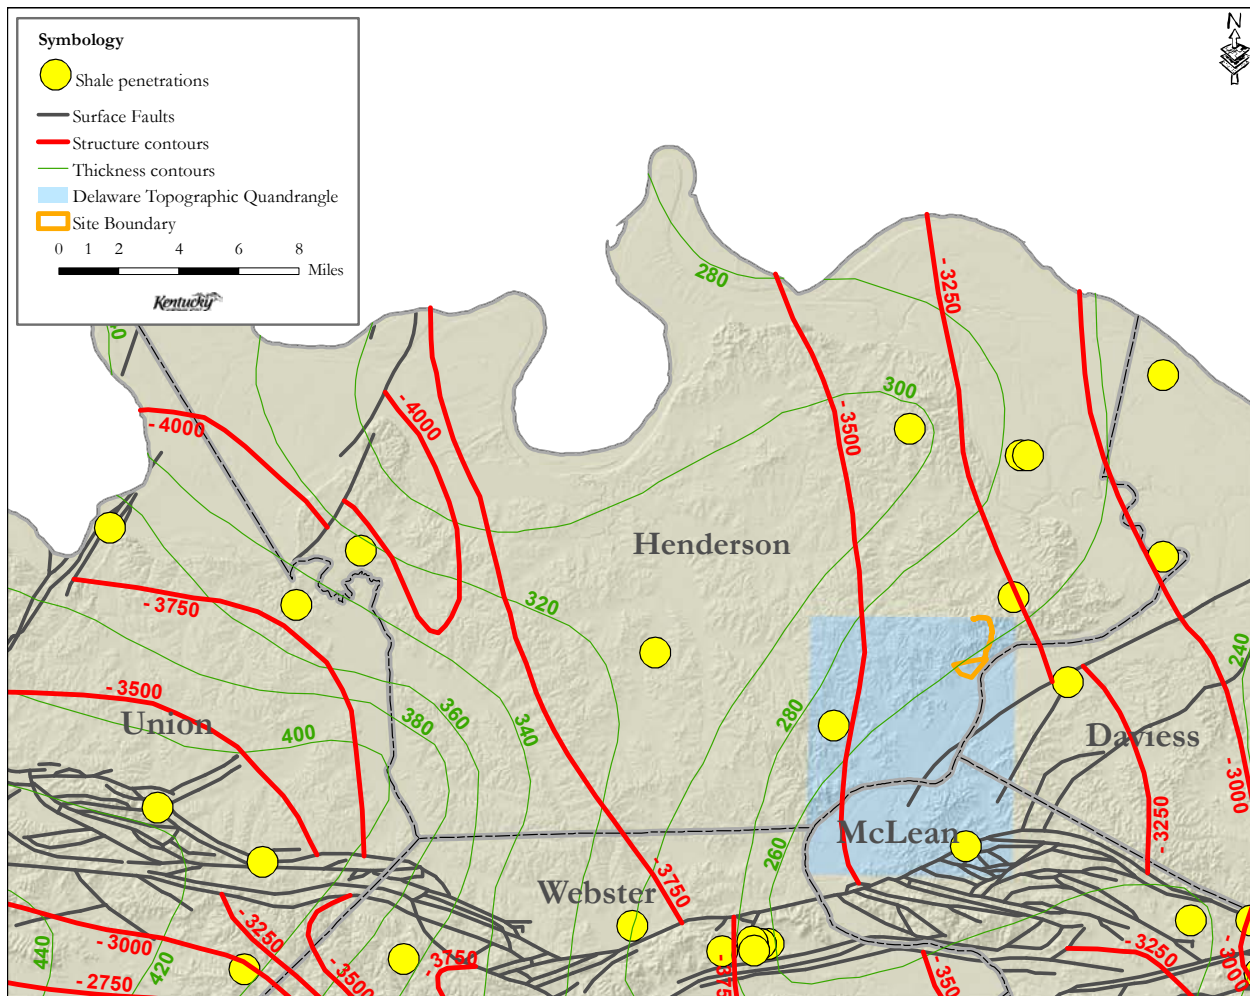 Symbology
Shale penetrations
Surface Faults
Structure contours
Thickness contours
Delaware Topographic Quandrangle
Site Boundary
0 1 2 4 6 8
Miles
Kentucky
N
280
- 3250
300
- 4000
- 4000
- 3500
Henderson
- 3750
320
240
- 3500
Union
400
380
360
340
280
Daviess
- 3000
- 3250
McLean
260
Webster
- 3750
440
- 3000
420
- 3250
- 3500
- 3750
- 3250
- 3000
- 2750